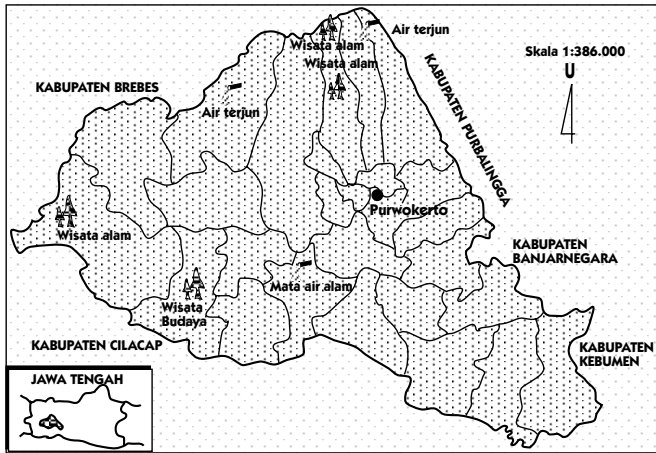 Wisata alam
Air terjun
Wisata alam
Skala 1:386.000
U
KABUPATEN BREBES
KABUPATEN PURBALINGGA
Air terjun
Purwokerto
Wisata alam
KABUPATEN
BANJARNEGARA
Mata air alam
Wisata
Budaya
KABUPATEN CILACAP
KABUPATEN
KEBUMEN
JAWA TENGAH